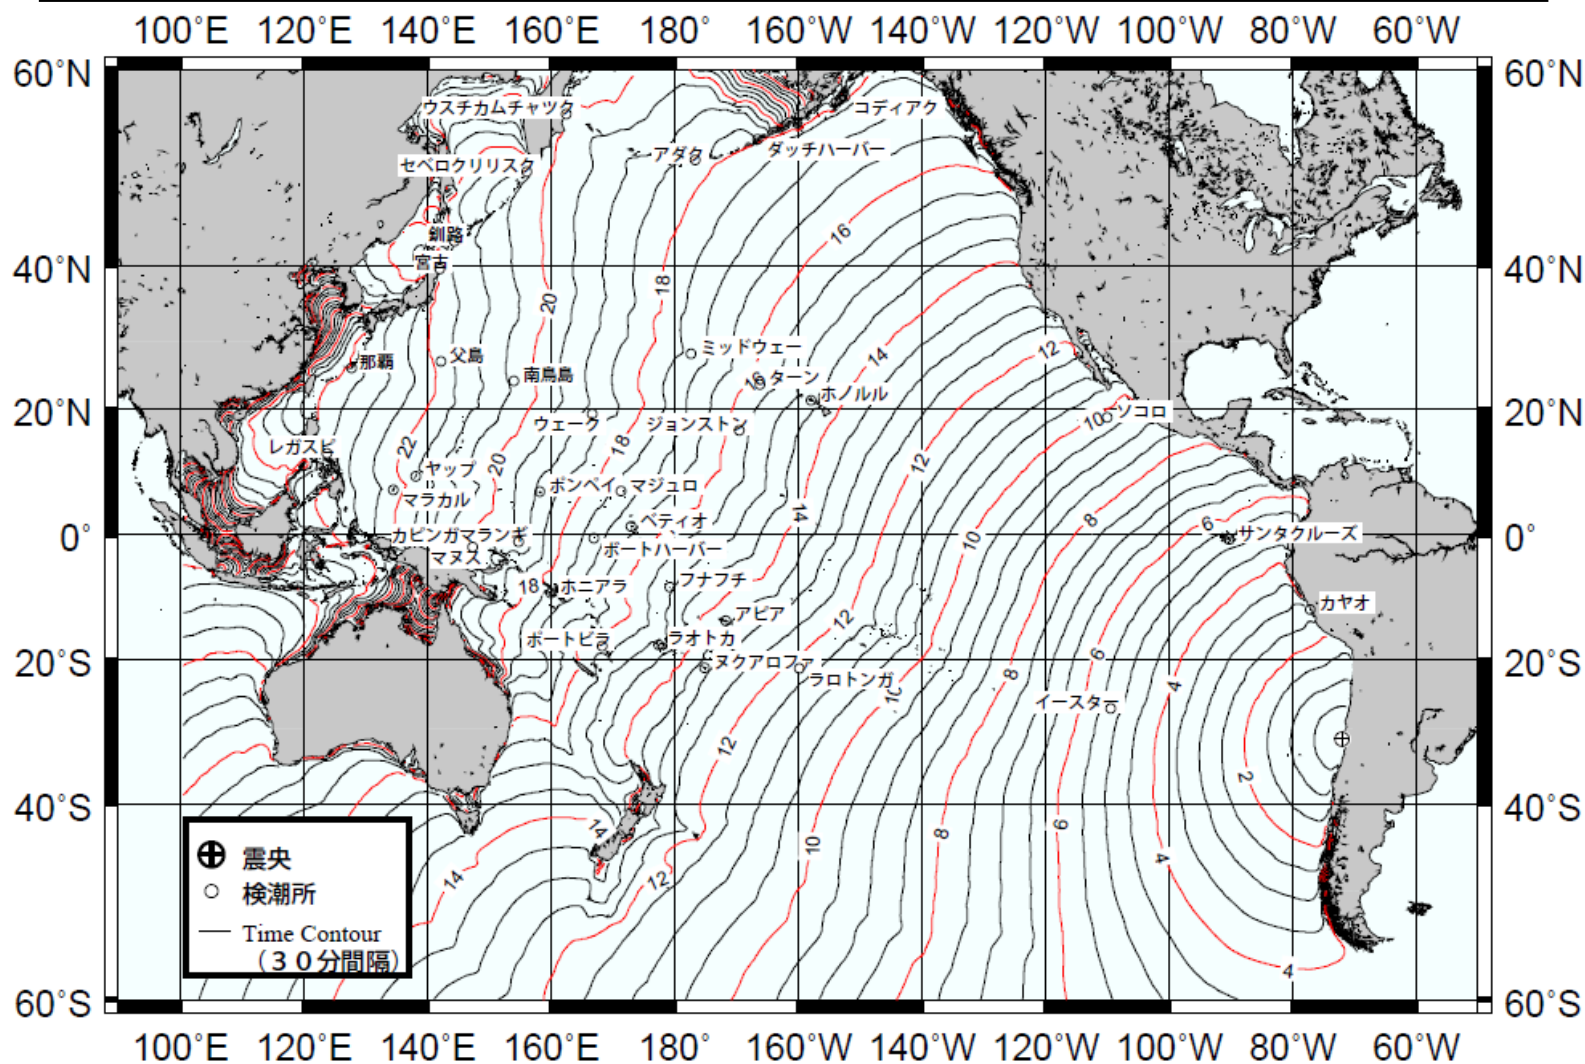 100°E 120°E 140°E 160°E 180° 160°W 140°W 120°W 100°W 80°W 60°W
60°N 60°N
ウスチカムチャツク
コディアク
アダク
ダッチハーバー
セベロクリリスク
16
釧路
宮古
40°N 40°N
18
20
ミッドウェー
12
14
父島
那覇
南鳥島
16
ターン
ホノルル
20°N 20°N
10
ソコロ
ウェーク
ジョンストン
18
22
レガスピ
20
12
ヤップ
マラカル
ポンペイ
マジュロ
14
8
6
ベティオ
サンタクルーズ
0° 0°
カピンガマランギ
10
ポートハーバー
マヌス
18
ホニアラ
フナフチ
カヤオ
アピア
12
ポートビラ
ラオトカ
6
20°S 20°S
ヌクアロファ
ラロトンガ
8
4
10
イースター
12
2
40°S 40°S
14
6
8
10
4
震央
14
12
検潮所
Time Contour
（３０分間隔）
4
60°S 60°S
100°E 120°E 140°E 160°E 180° 160°W 140°W 120°W 100°W 80°W 60°W